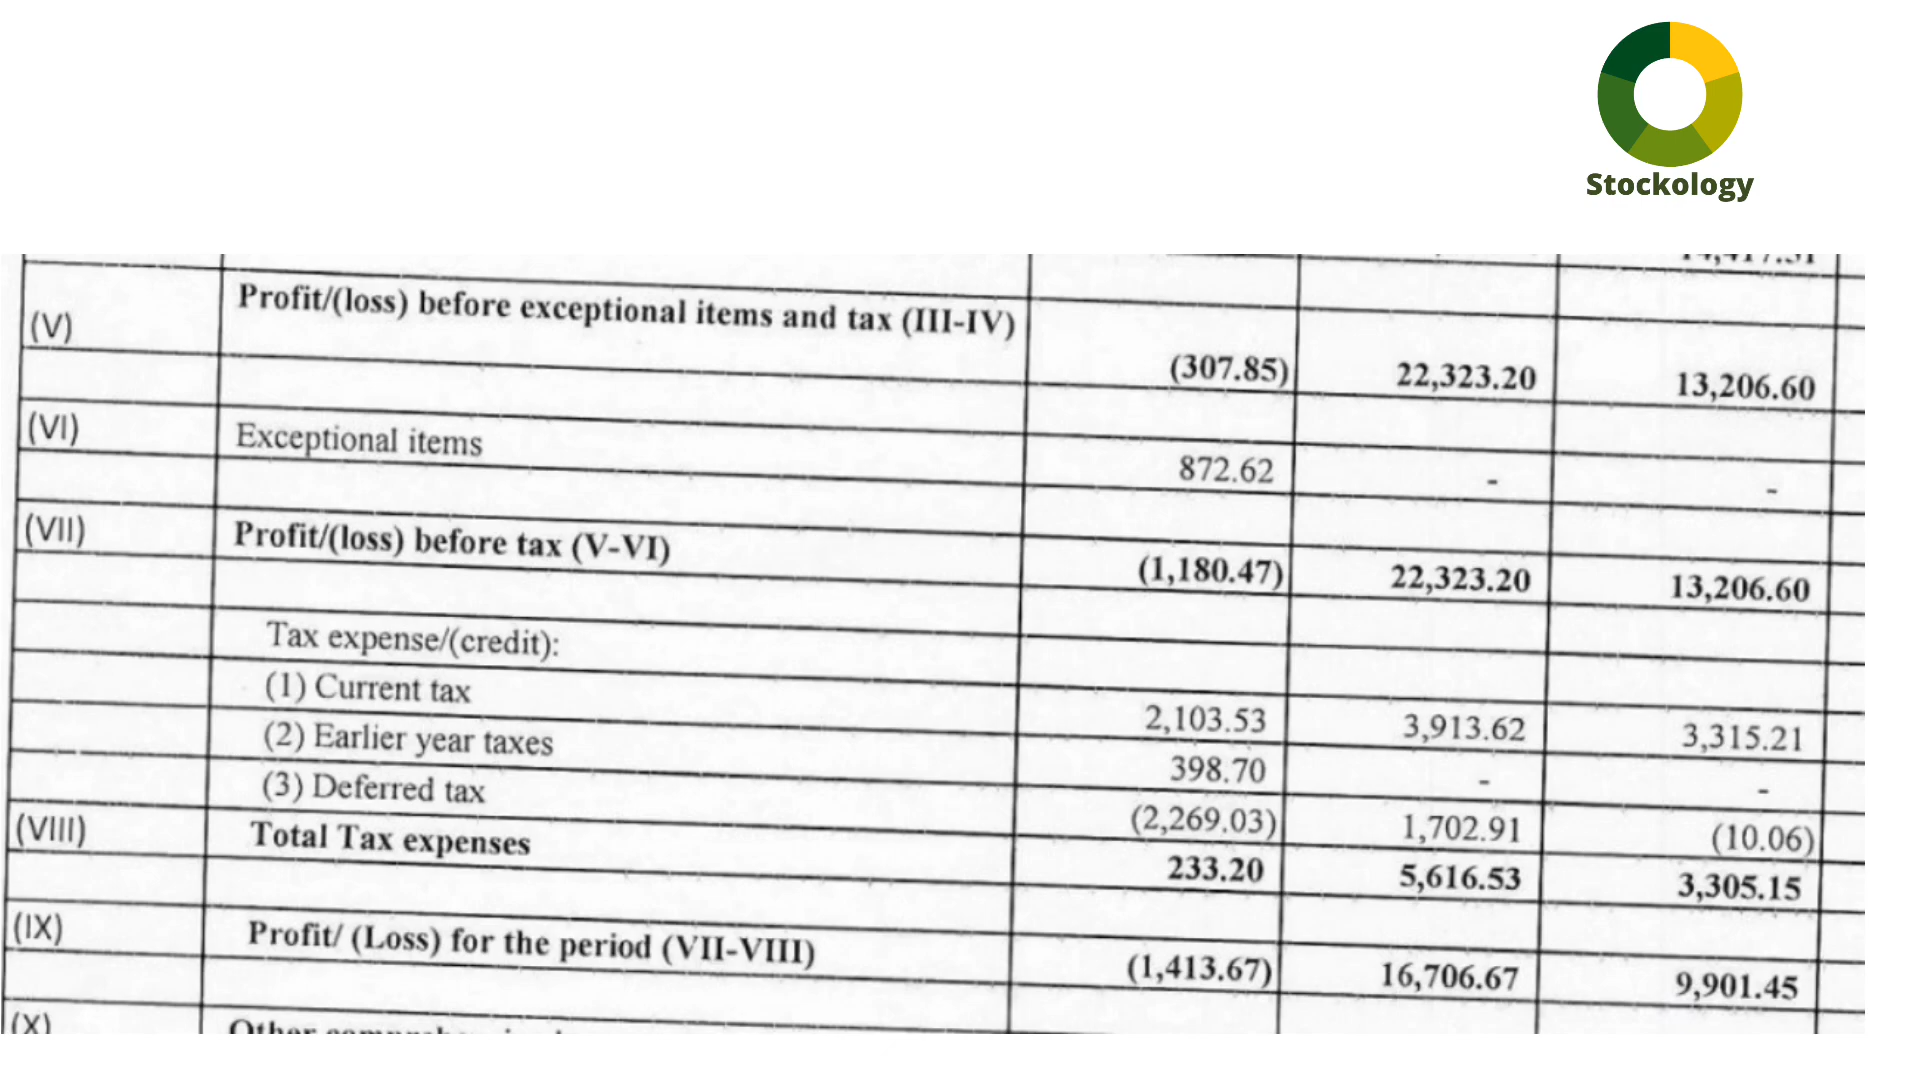 Stockology
(V) Profit/(loss) before exceptional items and tax (III-IV) (307.85) 22,323.20 13,206.60
(VI) Exceptional items 872.62 - -
(VII) Profit/(loss) before tax (V-VI) (1,180.47) 22,323.20 13,206.60
Tax expense/(credit):
(1) Current tax 2,103.53 3,913.62 3,315.21
(2) Earlier year taxes 398.70 - -
(3) Deferred tax (2,269.03) 1,702.91 (10.06)
(VIII) Total Tax expenses 233.20 5,616.53 3,305.15
(IX) Profit/ (Loss) for the period (VII-VIII) (1,413.67) 16,706.67 9,901.45
(X) Other